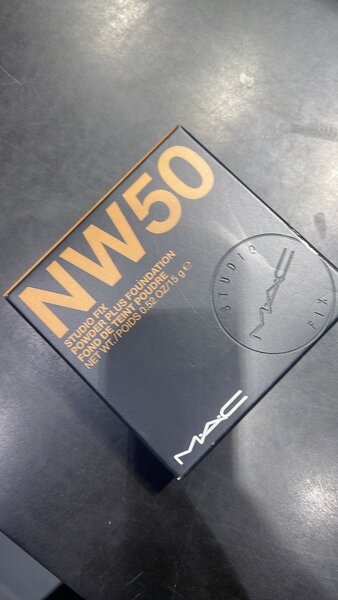 NW50
STUDIO FIX
POWDER PLUS FOUNDATION
FOND DE TEINT POUDRE
NET WT./POIDS 0.52 OZ/15 g ℮
STUDIO
MAC
FIX
M·A·C